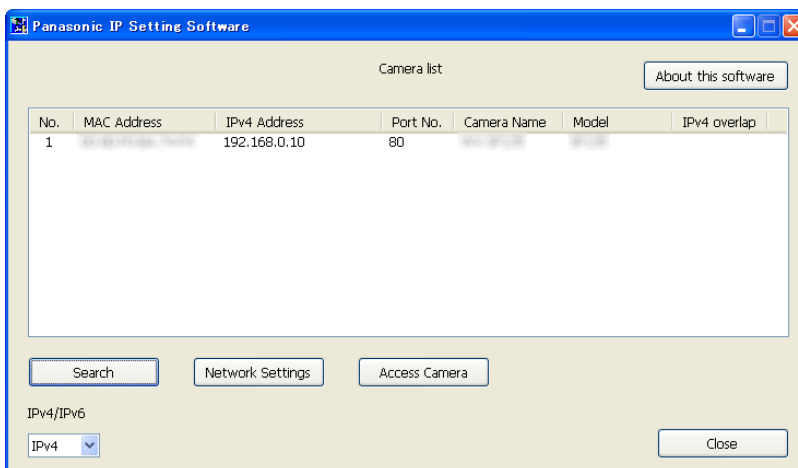 Panasonic IP Setting Software
Camera list
About this software
No. MAC Address IPv4 Address Port No. Camera Name Model IPv4 overlap
1 192.168.0.10 80
Search Network Settings Access Camera
IPv4/IPv6
IPv4 Close